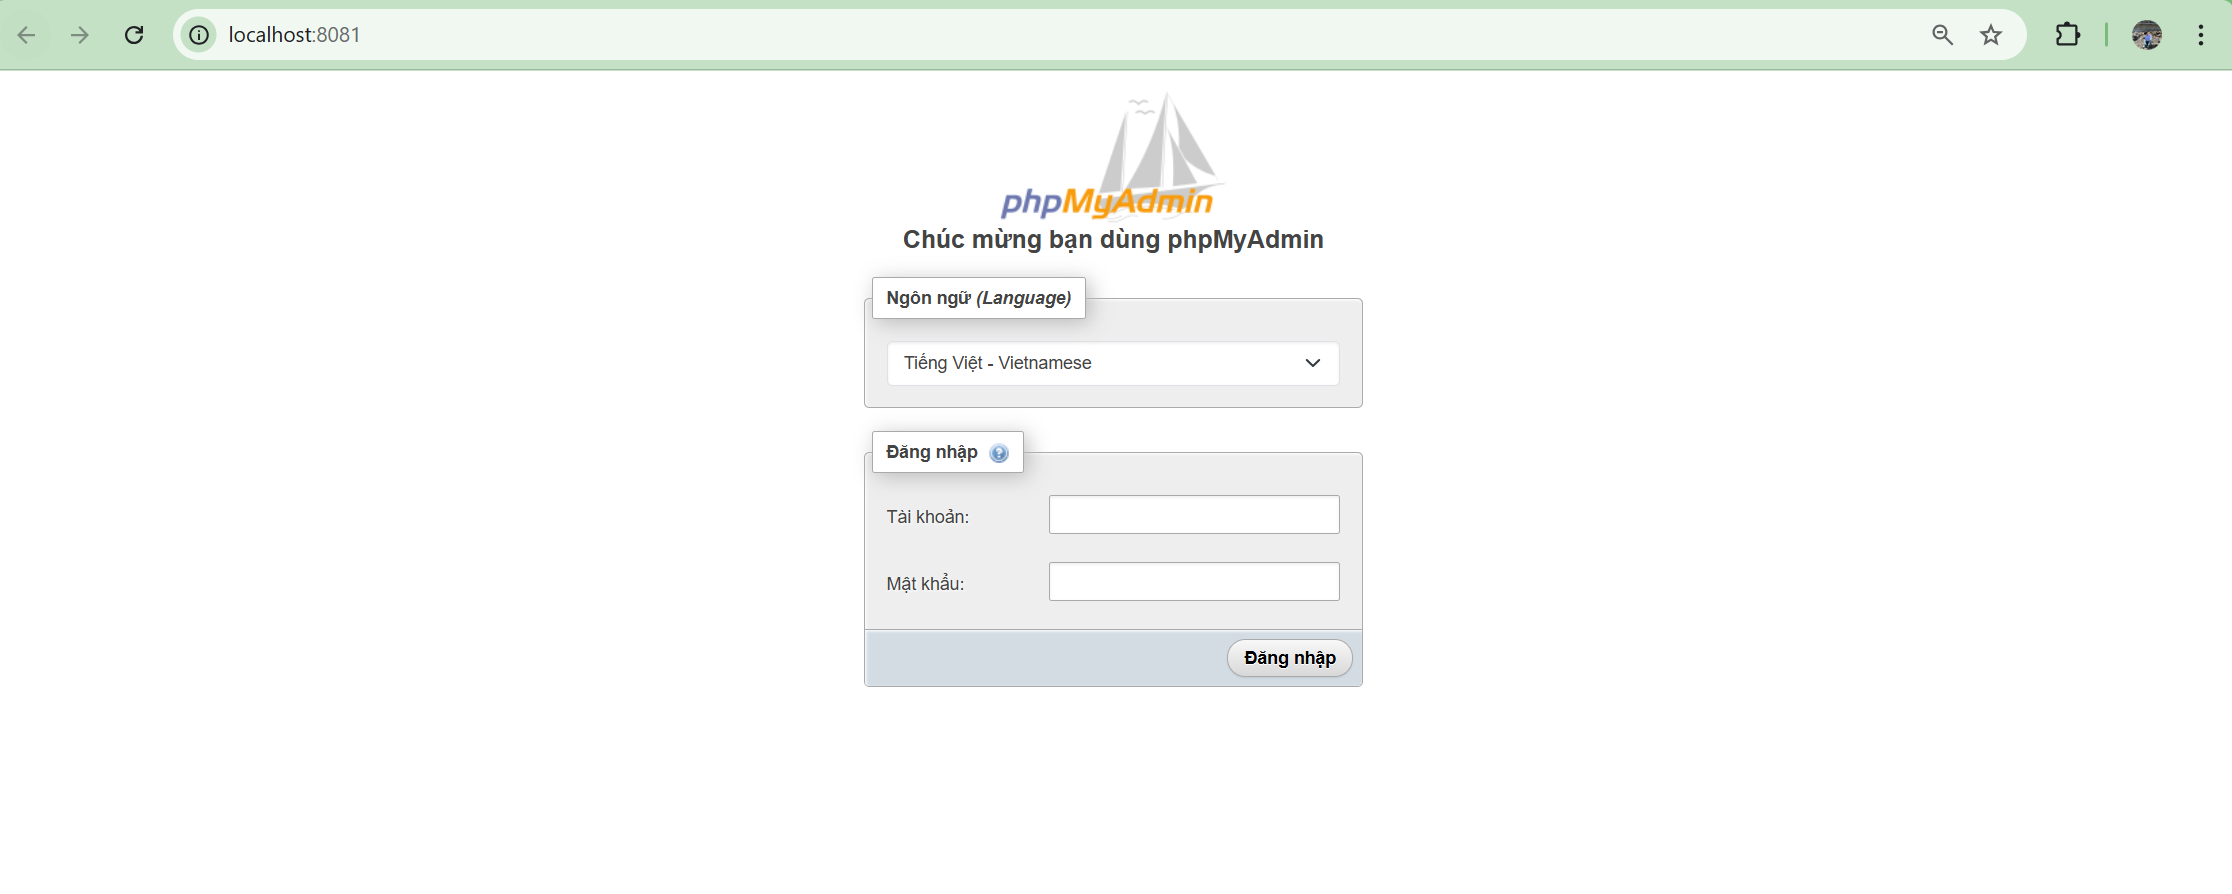 localhost:8081
phpMyAdmin
Chúc mừng bạn dùng phpMyAdmin
Ngôn ngữ (Language)
Tiếng Việt - Vietnamese
Đăng nhập
Tài khoản:
Mật khẩu:
Đăng nhập